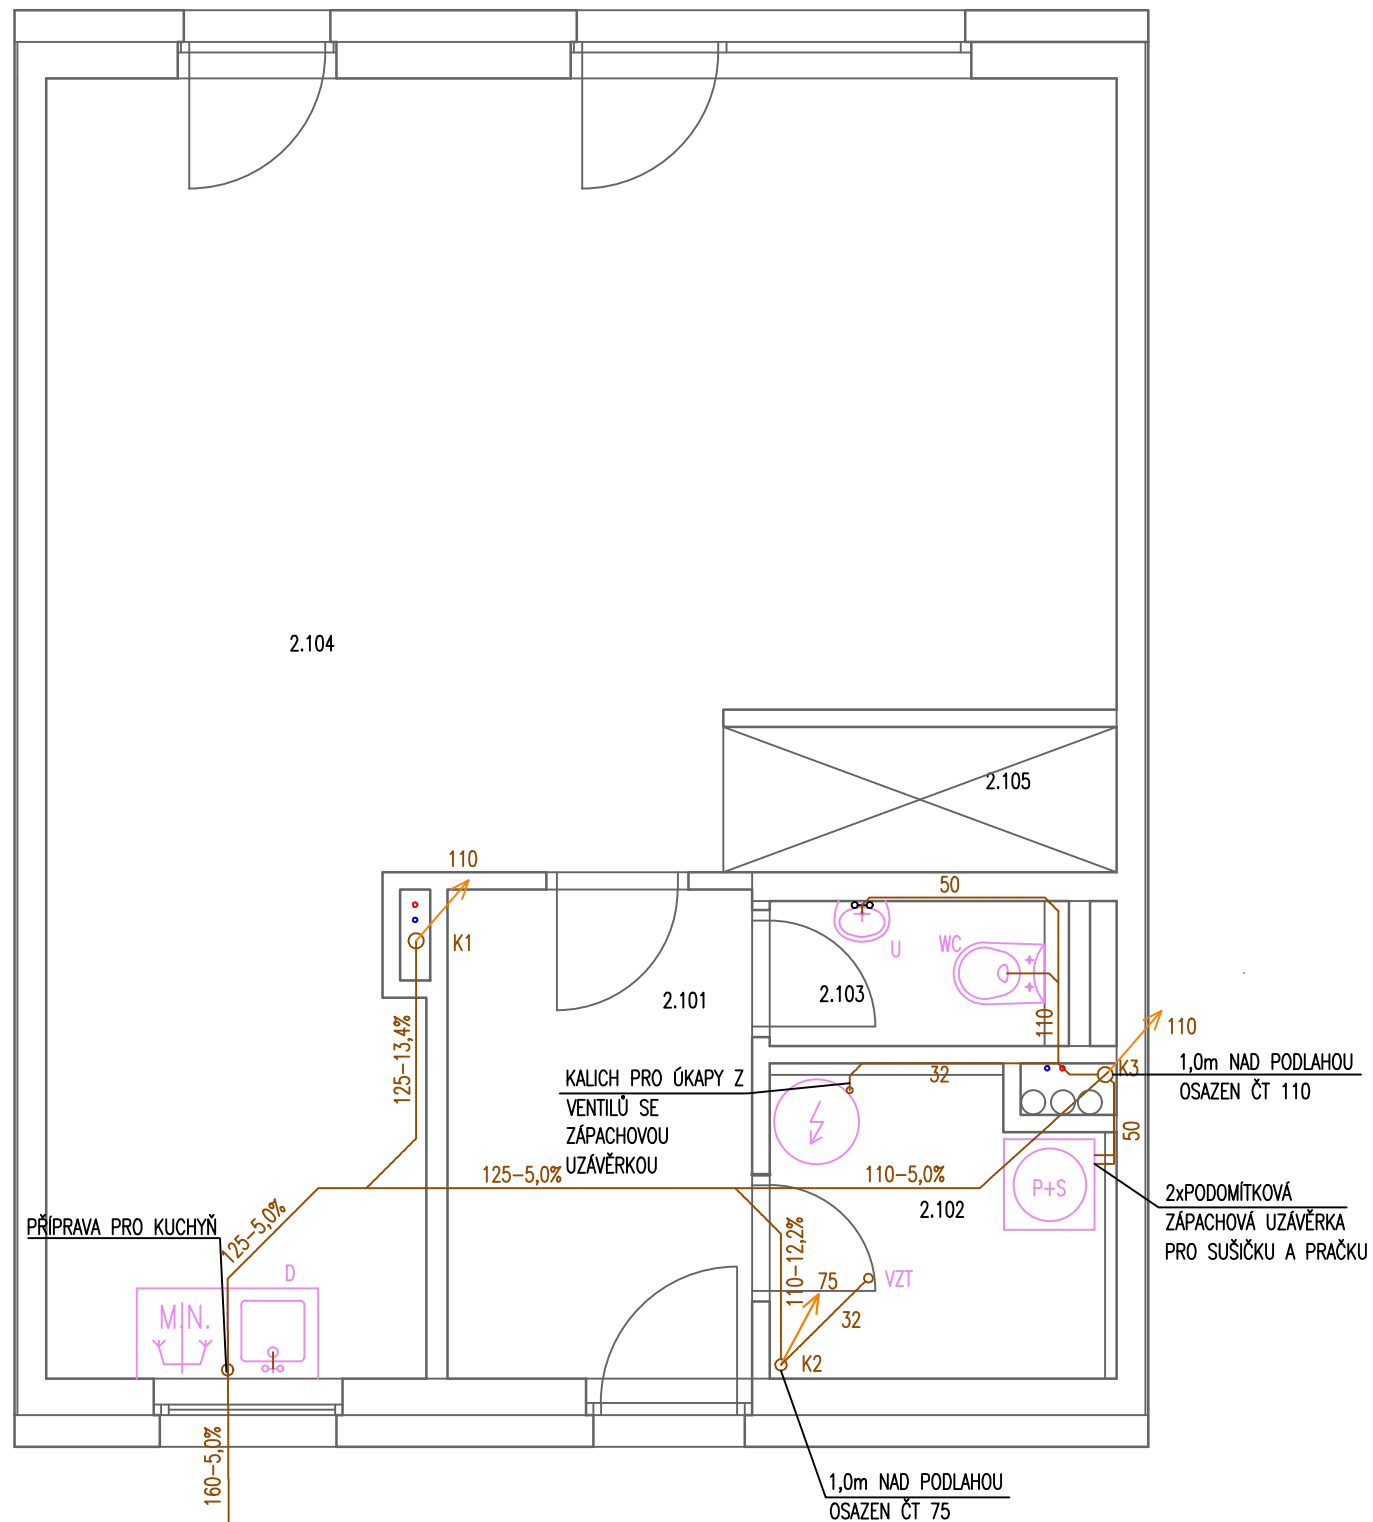 2.104
2.105
110
K1
50
U
WC
2.101
2.103
110
110
125-13,4%
KALICH PRO ÚKAPY Z
VENTILŮ SE
ZÁPACHOVOU
UZÁVĚRKOU
32
K3
1,0m NAD PODLAHOU
OSAZEN ČT 110
50
125-5,0%
110-5,0%
P+S
2.102
2xPODOMÍTKOVÁ
ZÁPACHOVÁ UZÁVĚRKA
PRO SUŠIČKU A PRAČKU
PŘÍPRAVA PRO KUCHYŇ
125-5,0%
D
M.N.
110-12,2%
75
VZT
32
K2
160-5,0%
1,0m NAD PODLAHOU
OSAZEN ČT 75